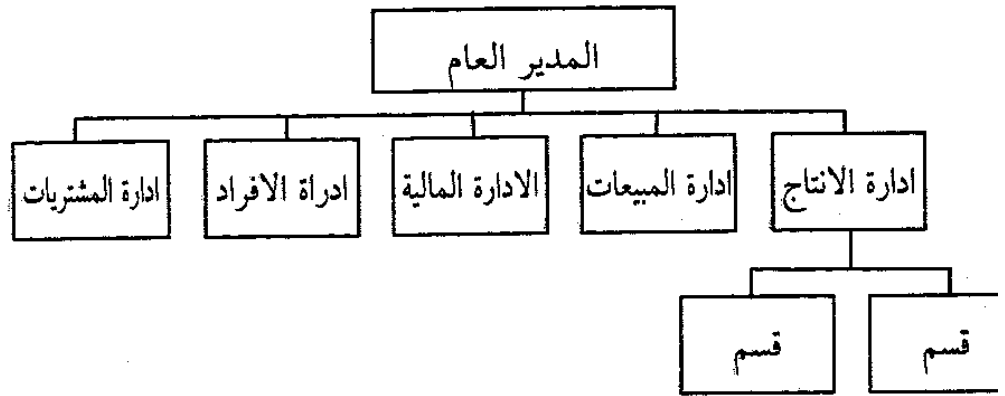 المدير العام
ادارة الانتاج
ادارة المبيعات
الادارة المالية
ادراة الافراد
ادارة المشتريات
قسم
قسم